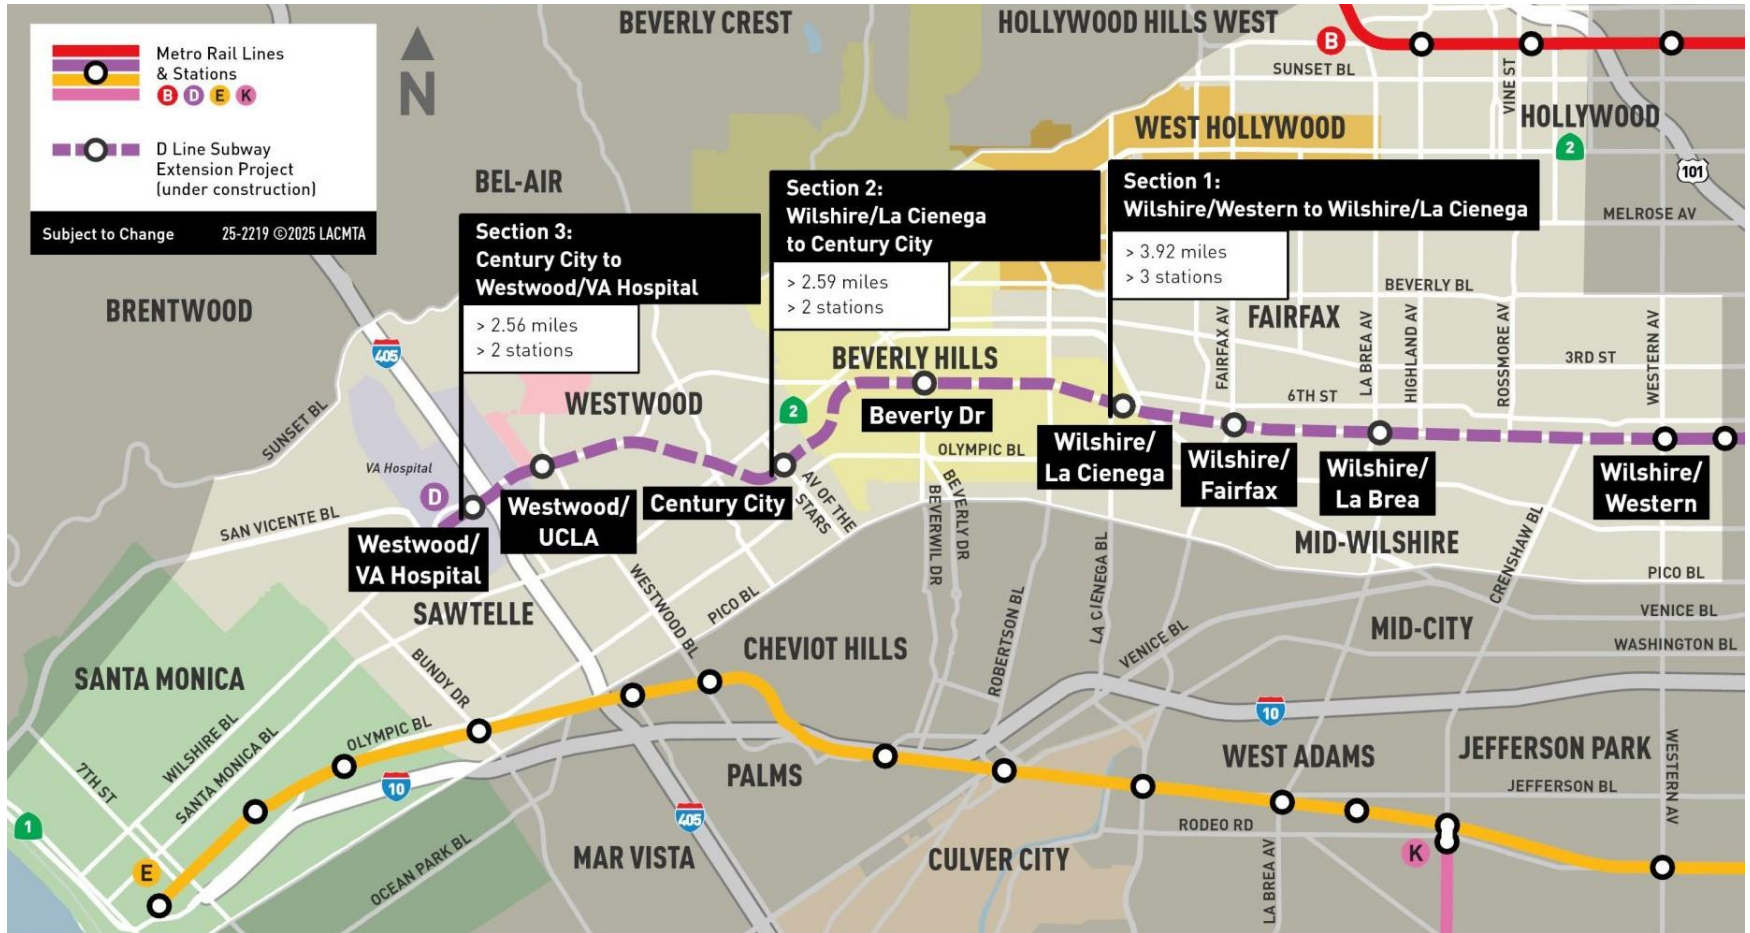 Metro Rail Lines
& Stations
B D E K
D Line Subway
Extension Project
(under construction)
Subject to Change 25-2219 ©2025 LACMTA
N
BEVERLY CREST
HOLLYWOOD HILLS WEST
B
SUNSET BL
VINE ST
HOLLYWOOD
WEST HOLLYWOOD
2
101
BEL-AIR
MELROSE AV
Section 3:
Century City to
Westwood/VA Hospital
> 2.56 miles
> 2 stations
Section 2:
Wilshire/La Cienega
to Century City
> 2.59 miles
> 2 stations
Section 1:
Wilshire/Western to Wilshire/La Cienega
> 3.92 miles
> 3 stations
BRENTWOOD
405
BEVERLY BL
FAIRFAX
FAIRFAX AV
LA BREA AV
HIGHLAND AV
ROSSMORE AV
WESTERN AV
3RD ST
6TH ST
BEVERLY HILLS
WESTWOOD
2
SUNSET BL
VA Hospital
D
SAN VICENTE BL
Westwood/
VA Hospital
Westwood/
UCLA
Century City
AV OF THE
STARS
Beverly Dr
OLYMPIC BL
BEVERWIL DR
BEVERLY DR
Wilshire/
La Cienega
Wilshire/
Fairfax
Wilshire/
La Brea
Wilshire/
Western
MID-WILSHIRE
CRENSHAW BL
PICO BL
VENICE BL
WASHINGTON BL
MID-CITY
LA CIENEGA BL
VENICE BL
ROBERTSON BL
SAWTELLE
WESTWOOD BL
PICO BL
CHEVIOT HILLS
BUNDY DR
SANTA MONICA
WILSHIRE BL
SANTA MONICA BL
OLYMPIC BL
7TH ST
10
10
1
E
OCEAN PARK BL
MAR VISTA
405
PALMS
CULVER CITY
WEST ADAMS
JEFFERSON PARK
JEFFERSON BL
RODEO RD
LA BREA AV
WESTERN AV
K